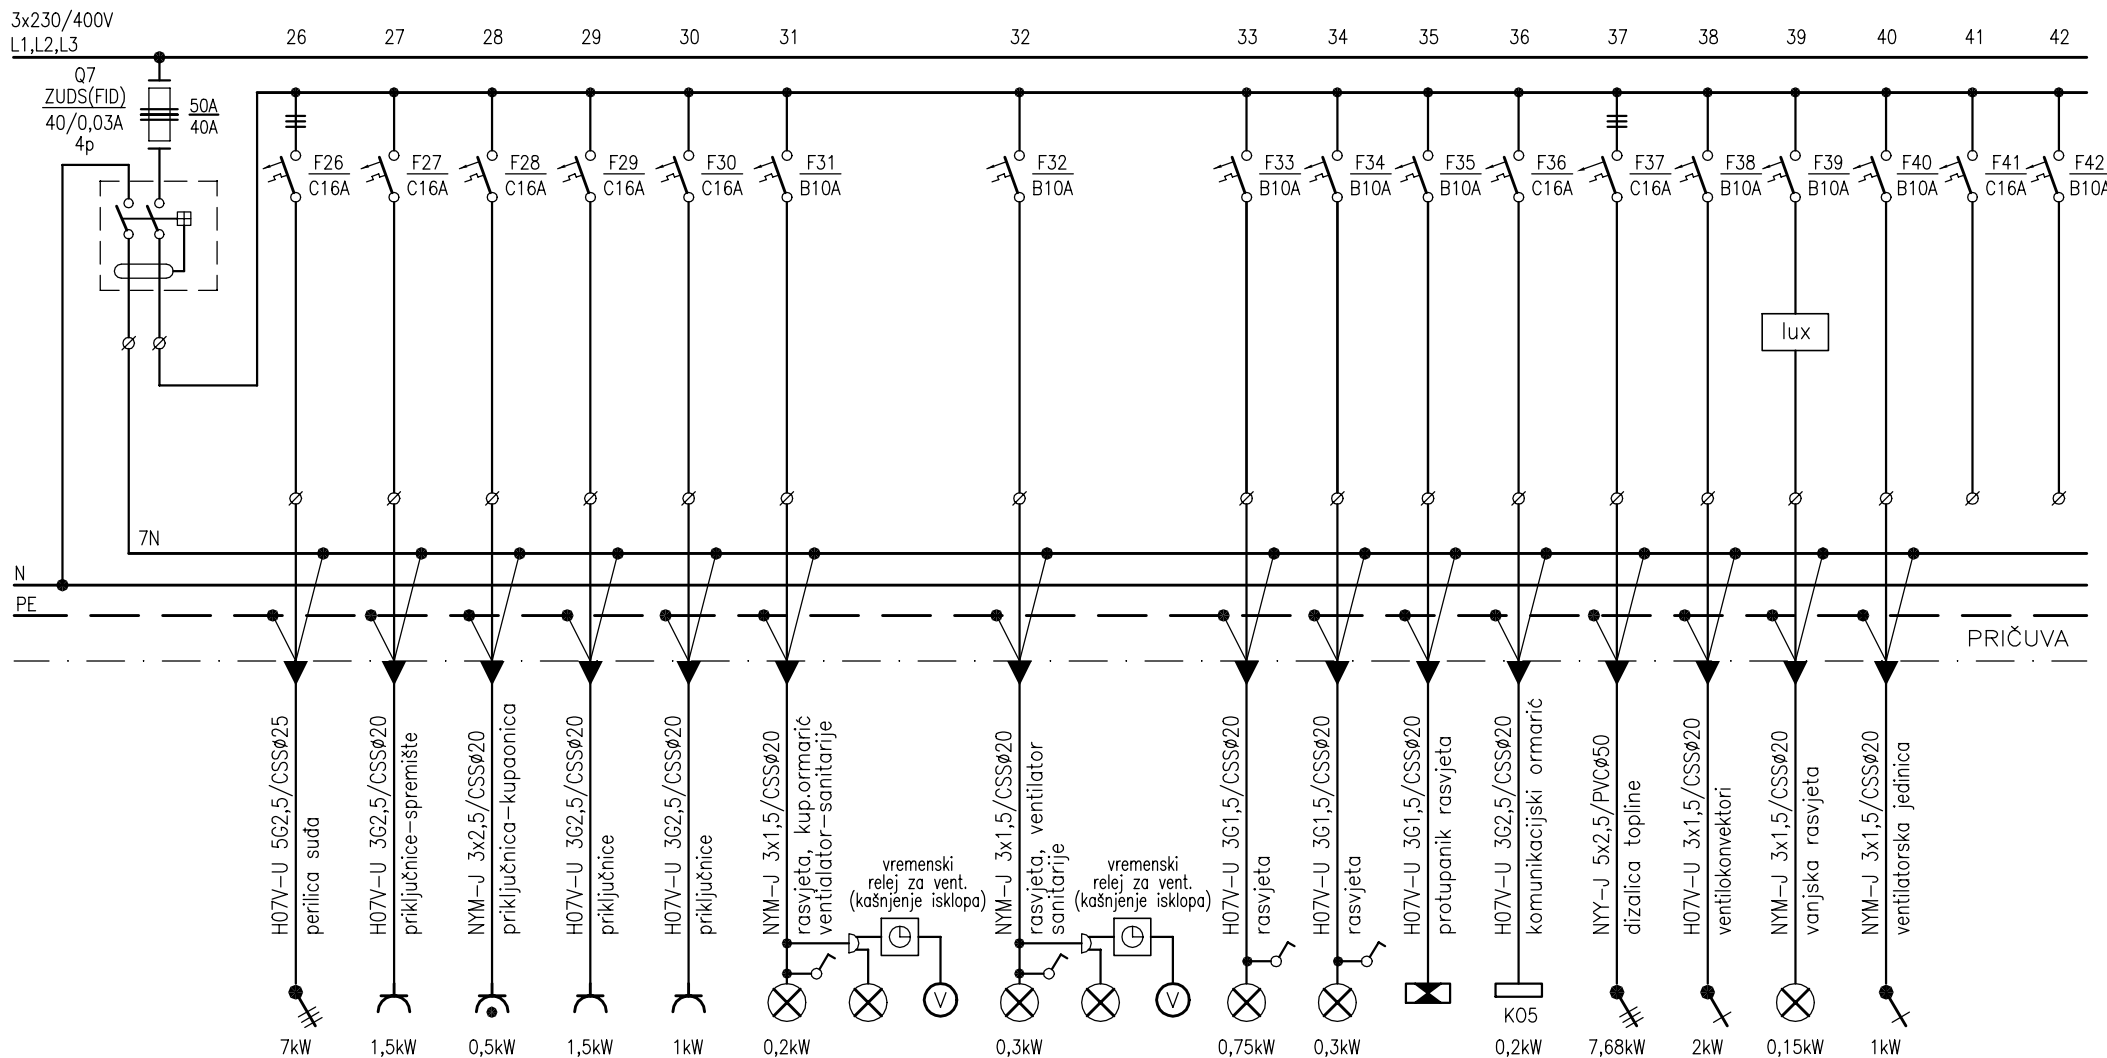 3x230/400V
L1,L2,L3
26 27 28 29 30 31 32 33 34 35 36 37 38 39 40 41 42
Q7
ZUDS(FID)
40/0,03A
4p
50A
40A
F26
C16A
F27
C16A
F28
C16A
F29
C16A
F30
C16A
F31
B10A
F32
B10A
F33
B10A
F34
B10A
F35
B10A
F36
C16A
F37
C16A
F38
B10A
F39
B10A
F40
B10A
F41
C16A
F42
B10A
lux
7N
N
PE
PRIČUVA
H07V-U 5G2,5/CSSø25
perilica suđa
H07V-U 3G2,5/CSSø20
priključnice-spremište
NYM-J 3x2,5/CSSø20
priključnica-kupaonica
H07V-U 3G2,5/CSSø20
priključnice
H07V-U 3G2,5/CSSø20
priključnice
NYM-J 3x1,5/CSSø20
rasvjeta, kup.ormarić
ventialator-sanitarije
vremenski
relej za vent.
(kašnjenje isklopa)
V
NYM-J 3x1,5/CSSø20
rasvjeta, ventilator
sanitarije
vremenski
relej za vent.
(kašnjenje isklopa)
V
H07V-U 3G1,5/CSSø20
rasvjeta
H07V-U 3G1,5/CSSø20
rasvjeta
H07V-U 3G1,5/CSSø20
protupanik rasvjeta
H07V-U 3G2,5/CSSø20
komunikacijski ormarić
NYY-J 5x2,5/PVCø50
dizalica topline
H07V-U 3x1,5/CSSø20
ventilokonvektori
NYM-J 3x1,5/CSSø20
vanjska rasvjeta
NYM-J 3x1,5/CSSø20
ventilatorska jedinica
K05
7kW 1,5kW 0,5kW 1,5kW 1kW 0,2kW 0,3kW 0,75kW 0,3kW 0,2kW 7,68kW 2kW 0,15kW 1kW